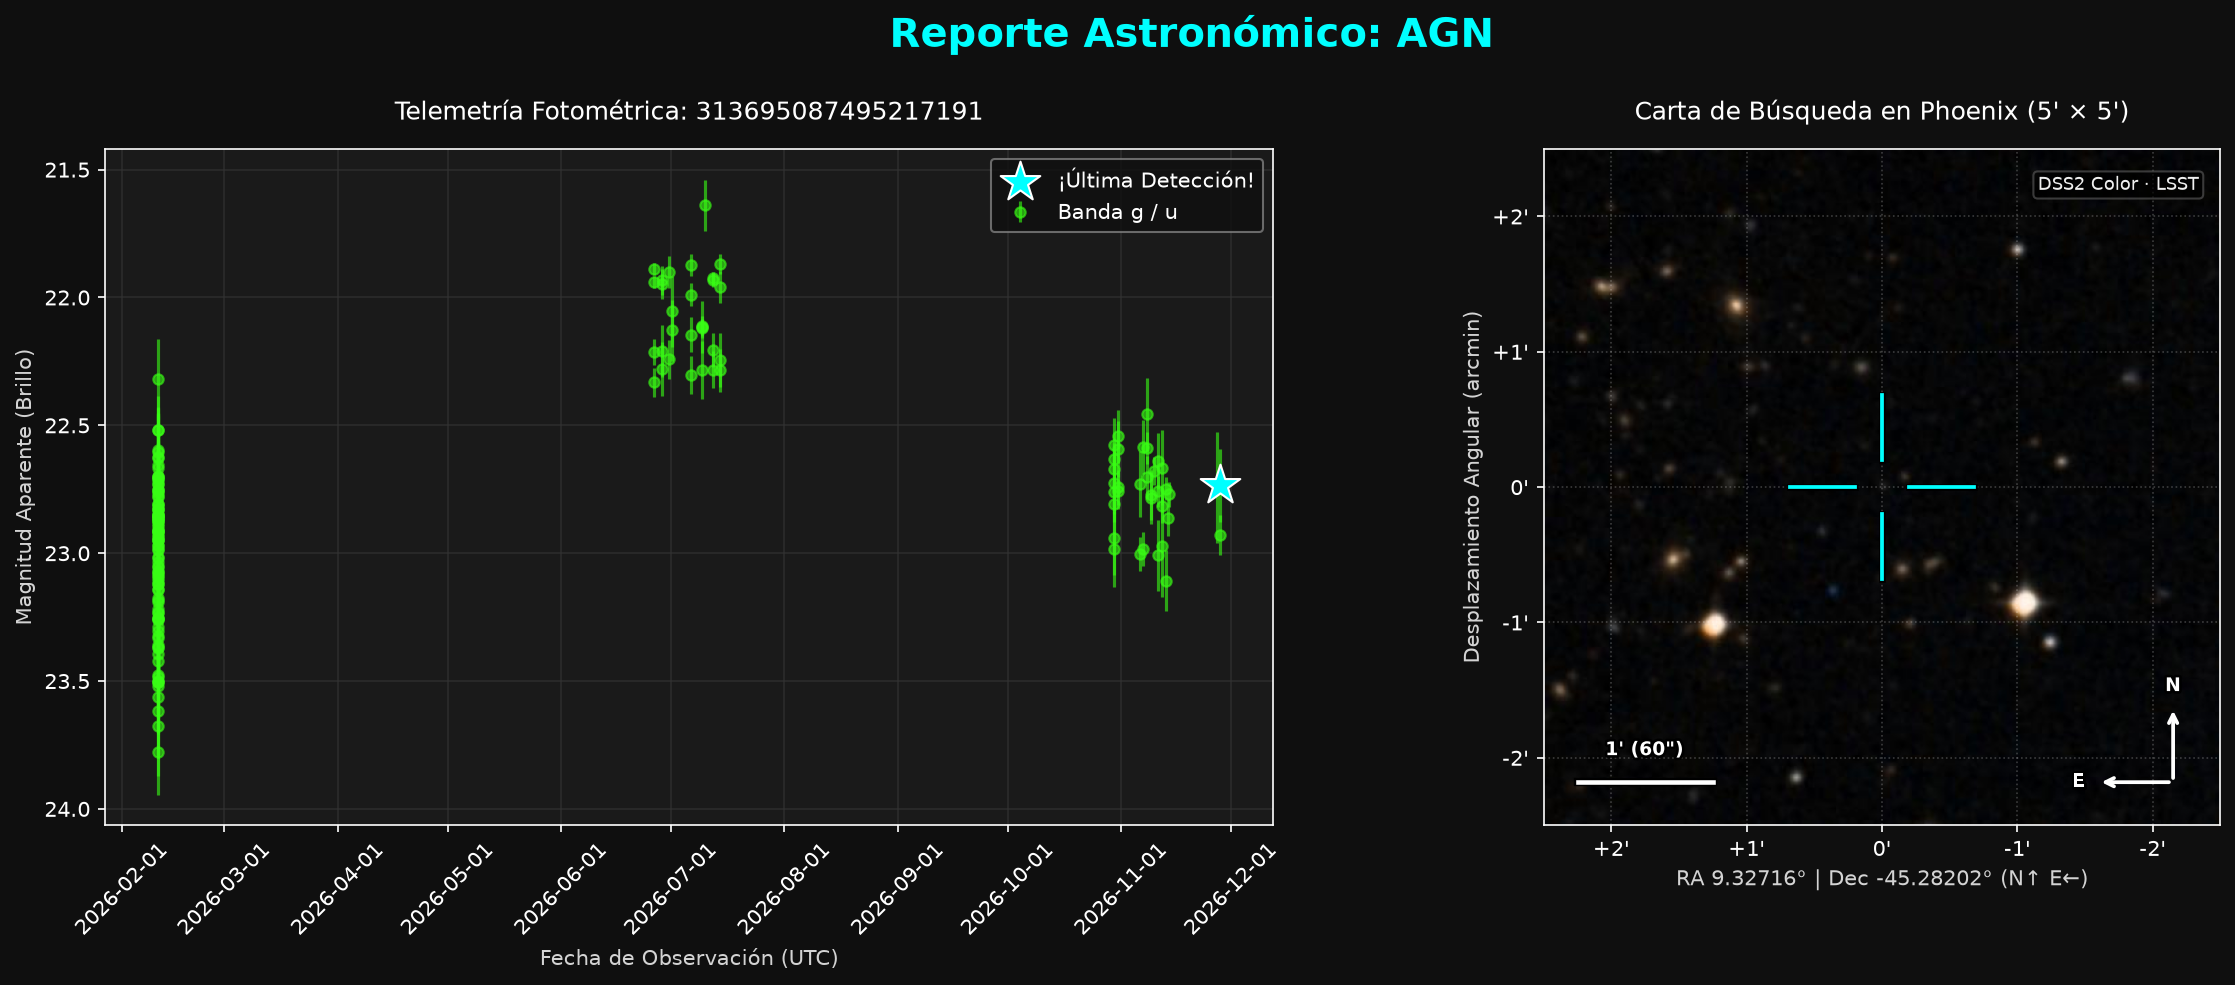 Reporte Astronómico: AGN
Telemetría Fotométrica: 313695087495217191
Magnitud Aparente (Brillo)
21.5
22.0
22.5
23.0
23.5
24.0
¡Última Detección!
Banda g / u
2026-02-01
2026-03-01
2026-04-01
2026-05-01
2026-06-01
2026-07-01
2026-08-01
2026-09-01
2026-10-01
2026-11-01
2026-12-01
Fecha de Observación (UTC)
Carta de Búsqueda en Phoenix (5' × 5')
Desplazamiento Angular (arcmin)
+2'
+1'
0'
-1'
-2'
DSS2 Color · LSST
N
E
1' (60")
+2'
+1'
0'
-1'
-2'
RA 9.32716° | Dec -45.28202° (N↑ E←)